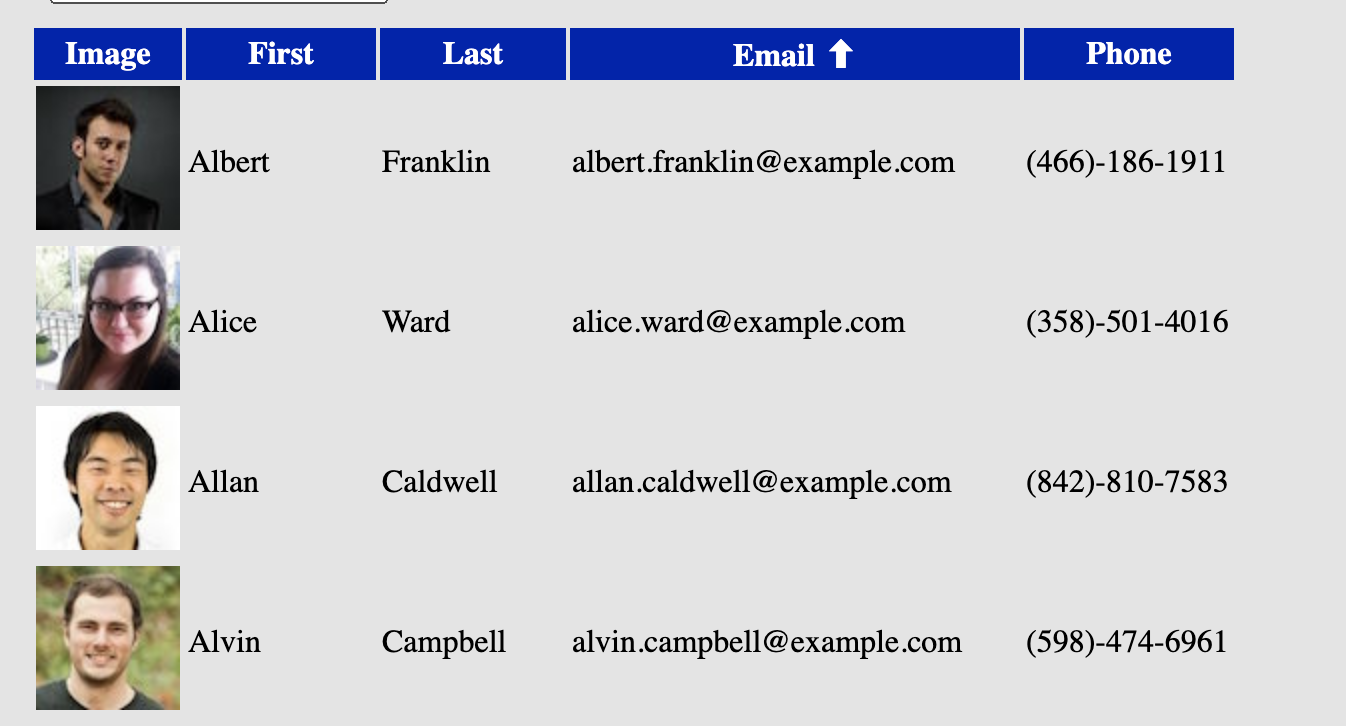 Image First Last Email ⬆ Phone
Albert Franklin albert.franklin@example.com (466)-186-1911
Alice Ward alice.ward@example.com (358)-501-4016
Allan Caldwell allan.caldwell@example.com (842)-810-7583
Alvin Campbell alvin.campbell@example.com (598)-474-6961